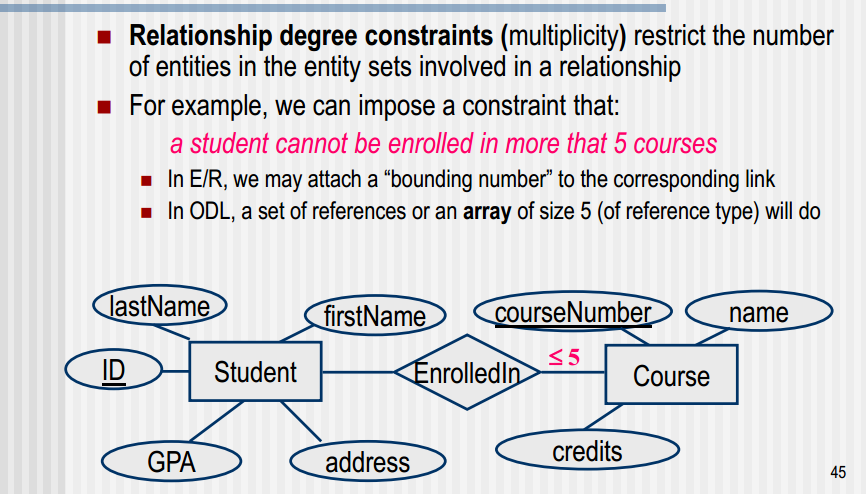 Relationship degree constraints (multiplicity) restrict the number
of entities in the entity sets involved in a relationship
For example, we can impose a constraint that:
a student cannot be enrolled in more that 5 courses
In E/R, we may attach a “bounding number” to the corresponding link
In ODL, a set of references or an array of size 5 (of reference type) will do
lastName
firstName
courseNumber
name
ID
Student
EnrolledIn
≤ 5
Course
GPA
address
credits
45